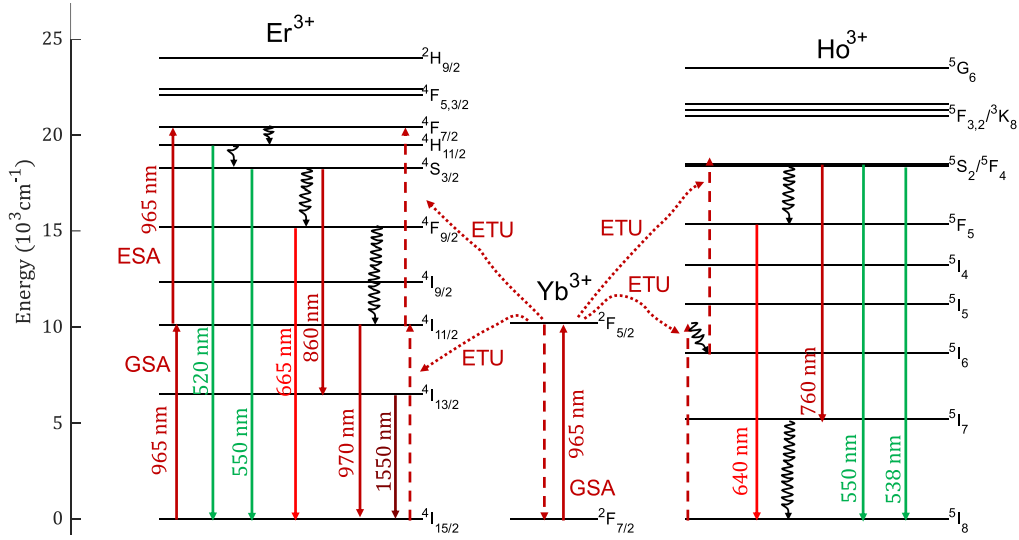 Er³⁺
Ho³⁺
Yb³⁺
Energy (10³ cm⁻¹)
25
20
15
10
5
0
²H₉/₂
⁴F₅,₃/₂
⁴F₇/₂
⁴H₁₁/₂
⁴S₃/₂
⁴F₉/₂
⁴I₉/₂
⁴I₁₁/₂
⁴I₁₃/₂
⁴I₁₅/₂
965 nm
ESA
GSA
965 nm
520 nm
550 nm
665 nm
860 nm
970 nm
1550 nm
ETU
ETU
ETU
ETU
²F₅/₂
965 nm
GSA
²F₇/₂
⁵G₆
⁵F₃,₂/³K₈
⁵S₂/⁵F₄
⁵F₅
⁵I₄
⁵I₅
⁵I₆
⁵I₇
⁵I₈
640 nm
760 nm
550 nm
538 nm